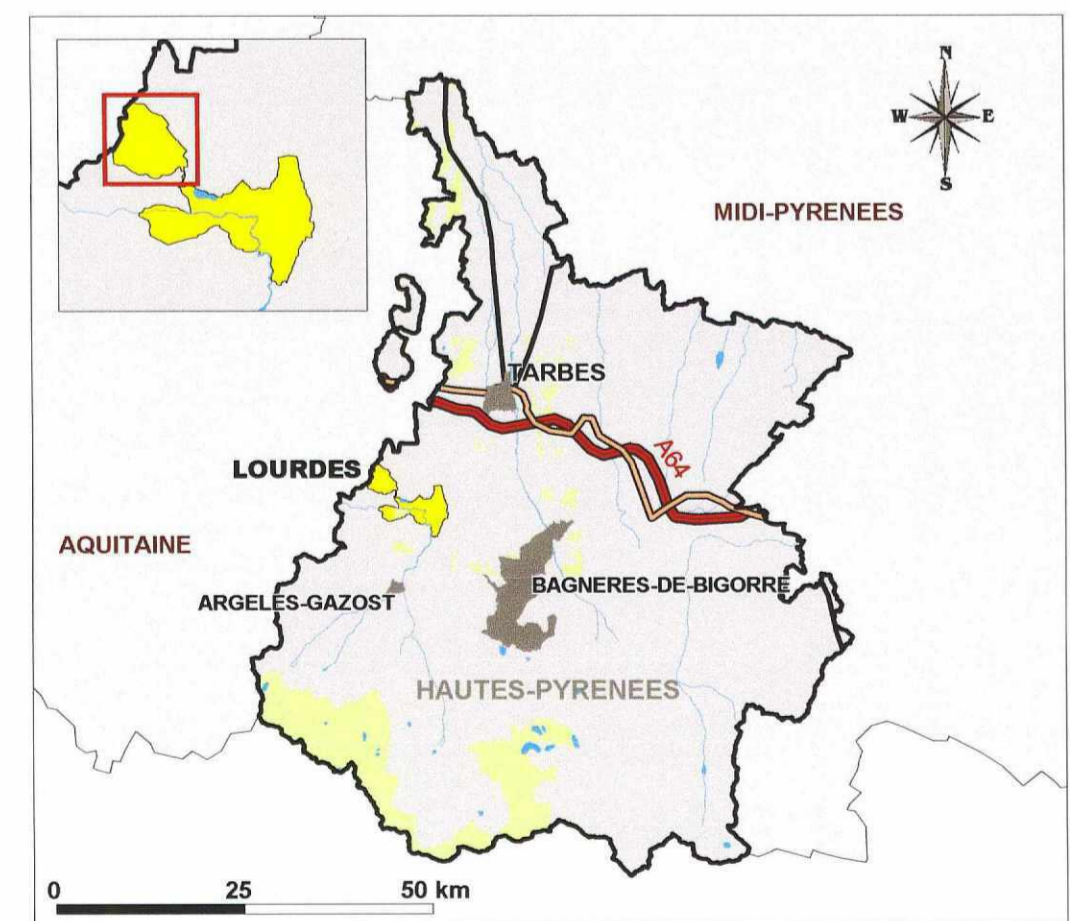 N
W E
S
MIDI-PYRENEES
TARBES
A64
LOURDES
AQUITAINE
BAGNERES-DE-BIGORRE
ARGELES-GAZOST
HAUTES-PYRENEES
0 25 50 km